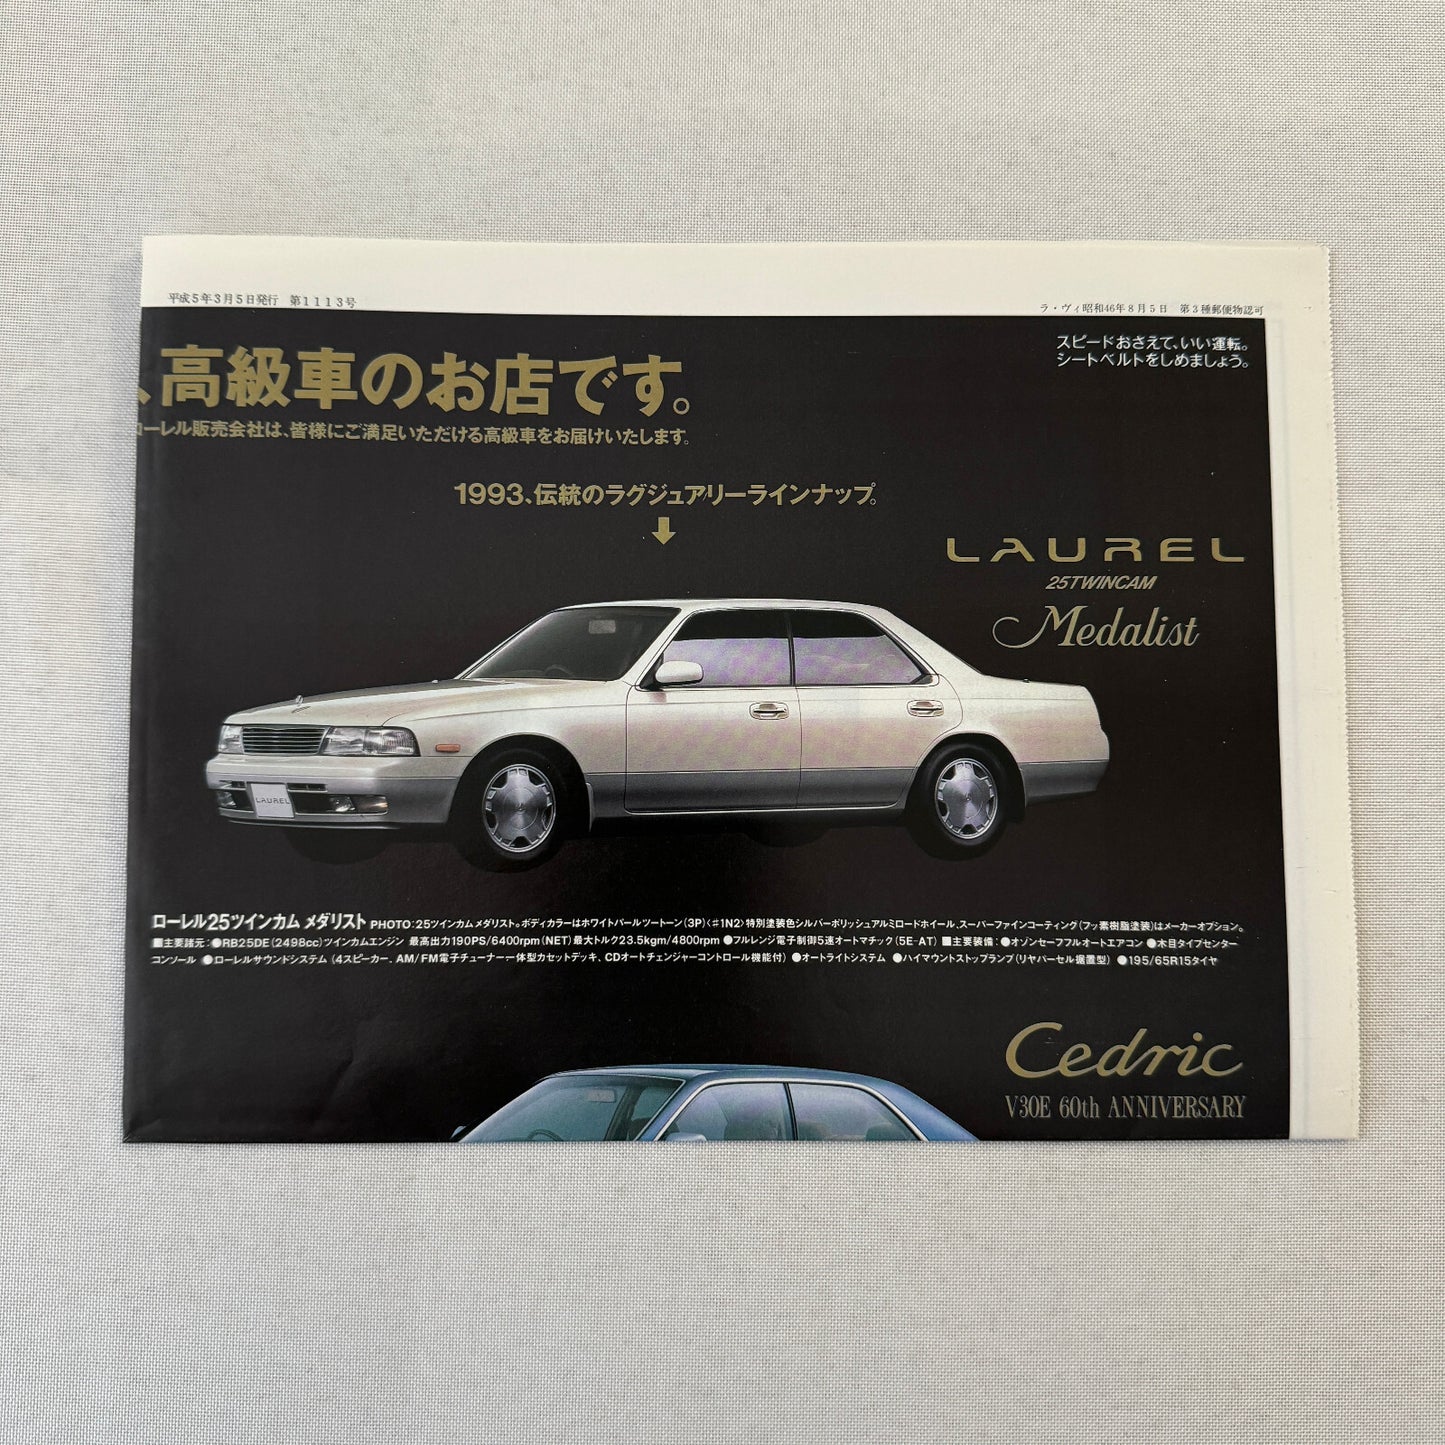 平成5年3月5日発行 第1113号
ラ・ヴィ昭和46年8月5日 第3種郵便物認可
スピードおさえて、いい運転。
シートベルトをしめましょう。
、高級車のお店です。
ローレル販売会社は、皆様にご満足いただける高級車をお届けいたします。
1993、伝統のラグジュアリーラインナップ。
LAUREL
25TWINCAM
Medalist
LAUREL
ローレル25ツインカム メダリスト PHOTO:25ツインカム メダリスト。ボディカラーはホワイトパールツートーン(3P)〈♯1N2〉特別塗装色シルバーポリッシュアルミロードホイール、スーパーファインコーティング(フッ素樹脂塗装)はメーカーオプション。
■主要諸元:●RB25DE(2498cc)ツインカムエンジン 最高出力190PS/6400rpm(NET)最大トルク23.5kgm/4800rpm ●フルレンジ電子制御5速オートマチック(5E-AT) ■主要装備:●オゾンセーフフルオートエアコン ●木目タイプセンター
コンソール ●ローレルサウンドシステム(4スピーカー、AM/FM電子チューナー一体型カセットデッキ、CDオートチェンジャーコントロール機能付) ●オートライトシステム ●ハイマウントストップランプ(リヤパーセル据置型) ●195/65R15タイヤ
Cedric
V30E 60th ANNIVERSARY